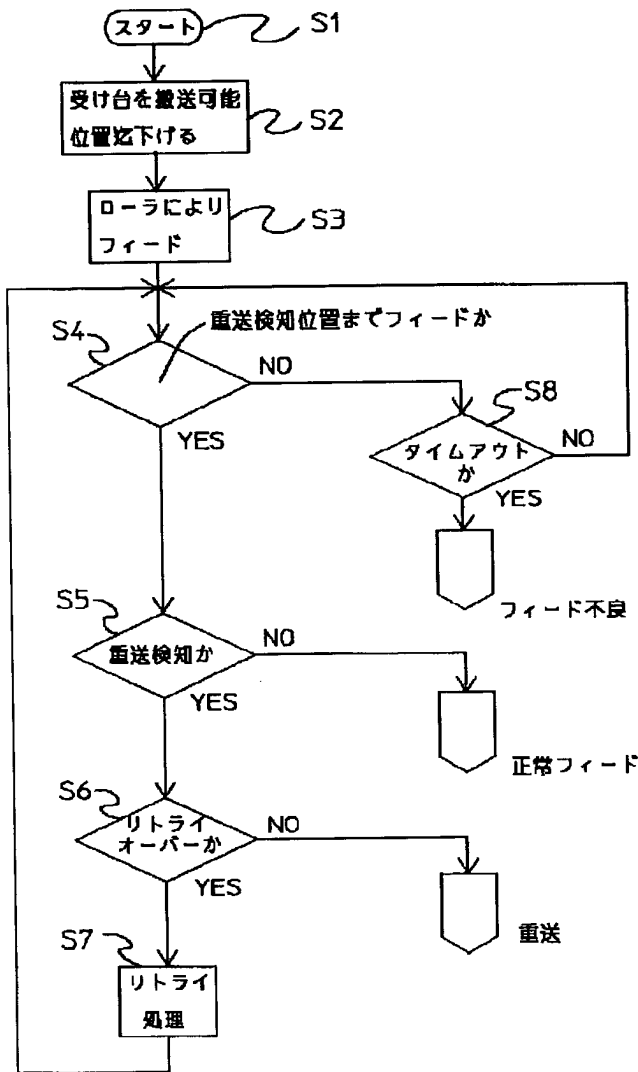 スタート
S1
受け台を搬送可能
位置迄下げる
S2
ローラにより
フィード
S3
重送検知位置までフィードか
S4
NO
YES
S8
タイムアウト
か
NO
YES
フィード不良
S5
重送検知か
NO
YES
正常フィード
S6
リトライ
オーバーか
NO
YES
重送
S7
リトライ
処理